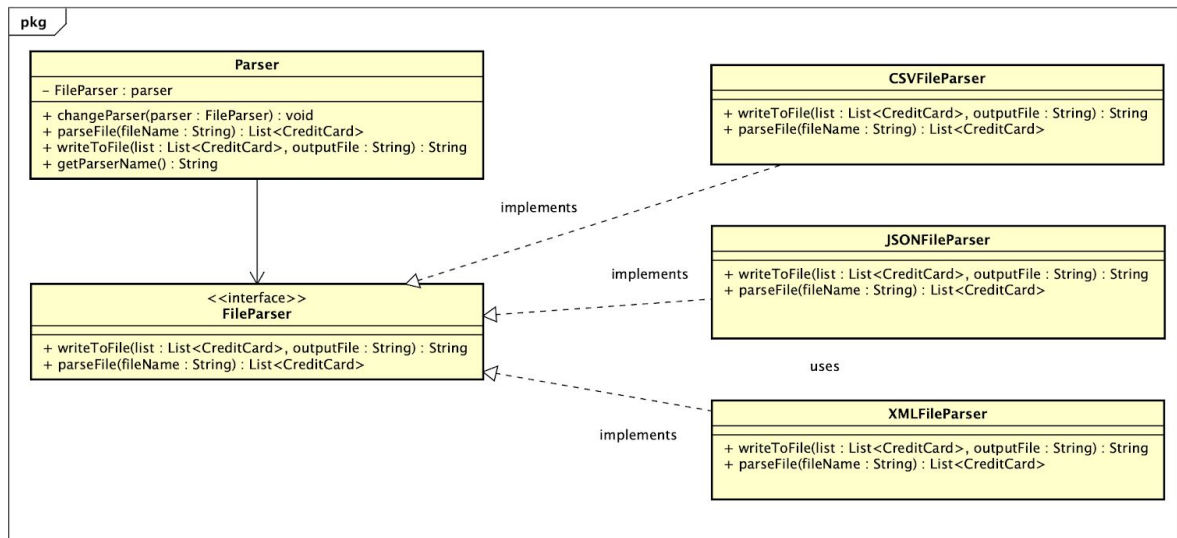 pkg
Parser
– FileParser : parser
+ changeParser(parser : FileParser) : void
+ parseFile(fileName : String) : List<CreditCard>
+ writeToFile(list : List<CreditCard>, outputFile : String) : String
+ getParserName() : String
CSVFileParser
+ writeToFile(list : List<CreditCard>, outputFile : String) : String
+ parseFile(fileName : String) : List<CreditCard>
implements
JSONFileParser
+ writeToFile(list : List<CreditCard>, outputFile : String) : String
+ parseFile(fileName : String) : List<CreditCard>
implements
<<interface>>
FileParser
+ writeToFile(list : List<CreditCard>, outputFile : String) : String
+ parseFile(fileName : String) : List<CreditCard>
uses
XMLFileParser
+ writeToFile(list : List<CreditCard>, outputFile : String) : String
+ parseFile(fileName : String) : List<CreditCard>
implements